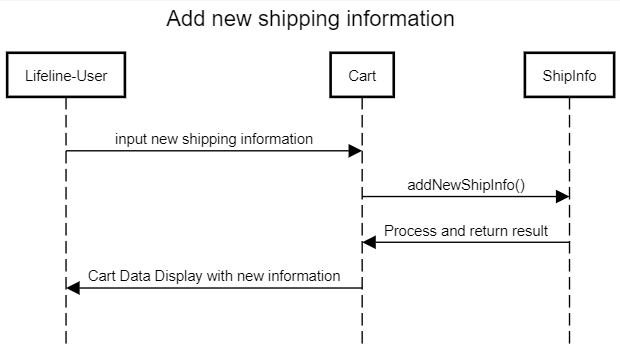 Add new shipping information
Lifeline-User
Cart
ShipInfo
input new shipping information
addNewShipInfo()
Process and return result
Cart Data Display with new information